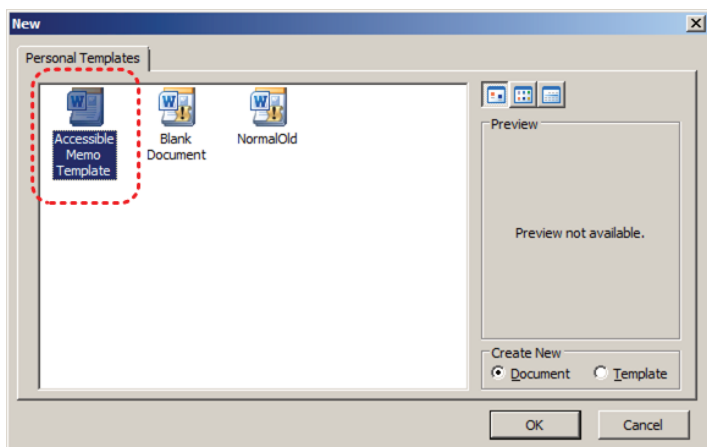 New
Personal Templates
Accessible
Memo
Template
Blank
Document
NormalOld
Preview
Preview not available.
Create New
Document
Template
OK
Cancel